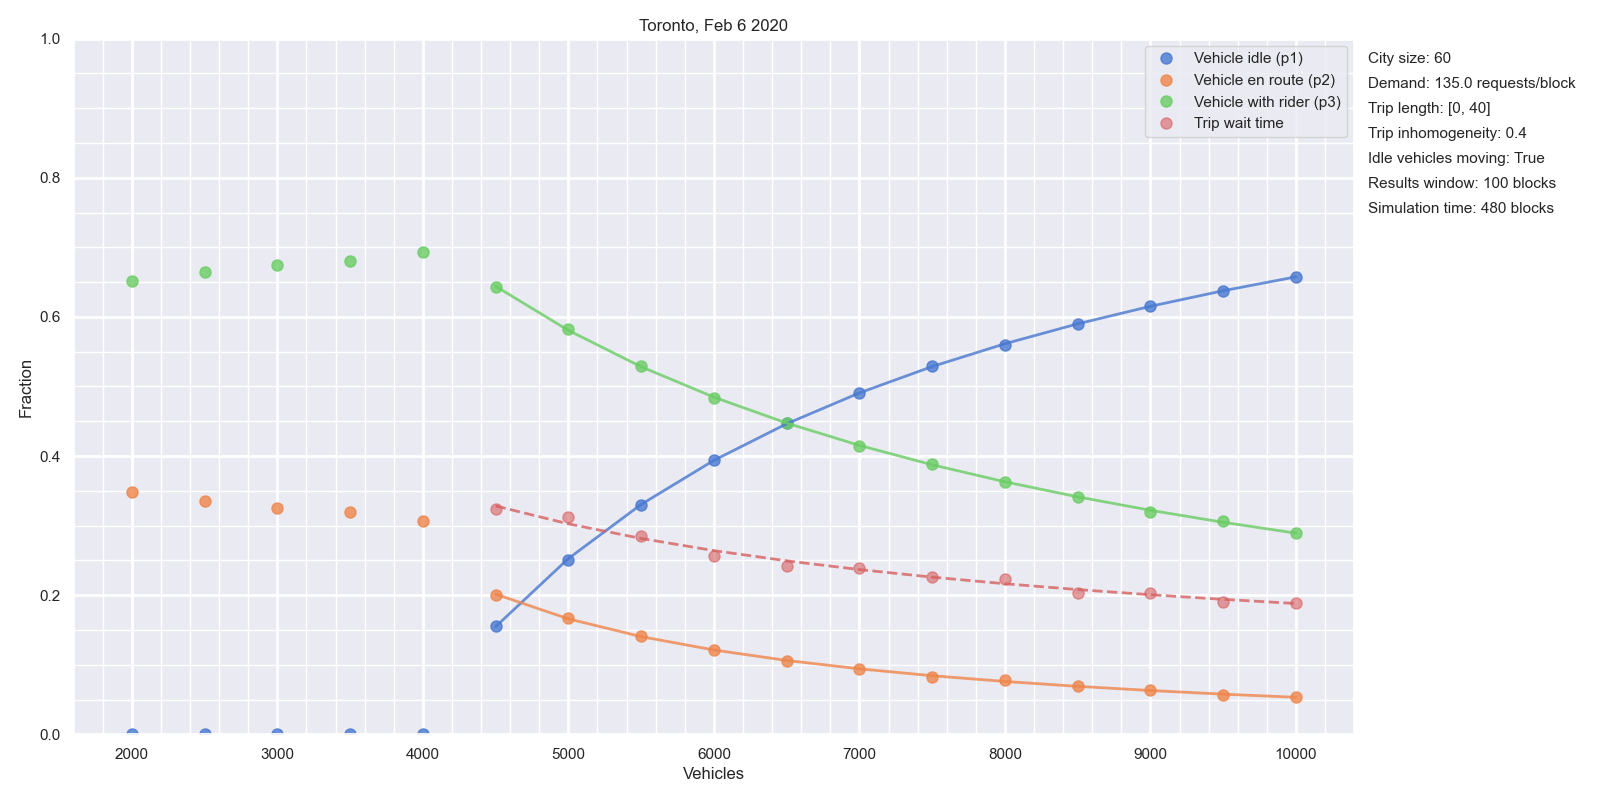 Toronto, Feb 6 2020
1.0
0.8
0.6
0.4
0.2
0.0
Fraction
2000
3000
4000
5000
6000
7000
8000
9000
10000
Vehicles
Vehicle idle (p1)
Vehicle en route (p2)
Vehicle with rider (p3)
Trip wait time
City size: 60
Demand: 135.0 requests/block
Trip length: [0, 40]
Trip inhomogeneity: 0.4
Idle vehicles moving: True
Results window: 100 blocks
Simulation time: 480 blocks